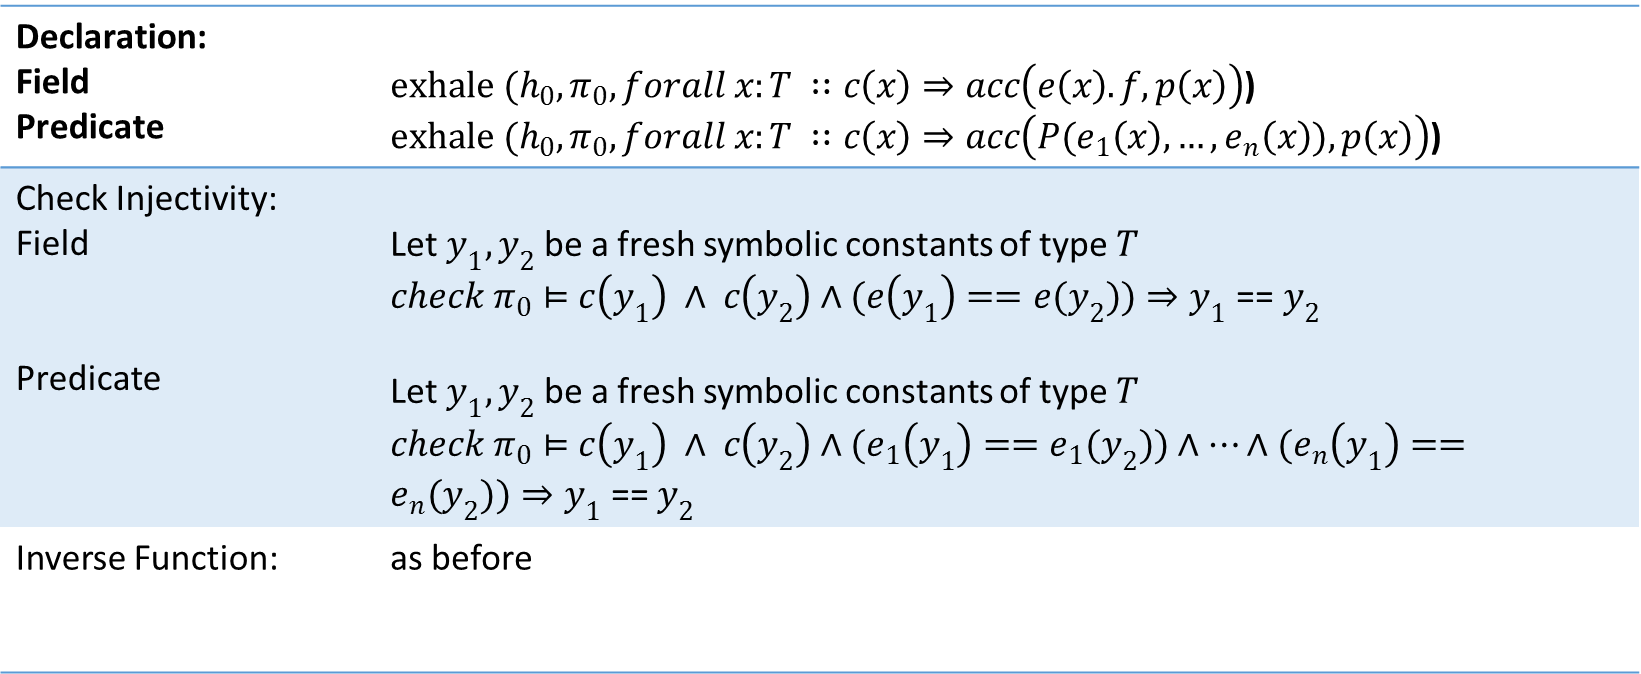 Declaration:
Field exhale (h₀, π₀, forall x: T ∷ c(x) ⇒ acc(e(x). f, p(x)))
Predicate exhale (h₀, π₀, forall x: T ∷ c(x) ⇒ acc(P(e₁(x), … , eₙ(x)), p(x)))
Check Injectivity:
Field Let y₁, y₂ be a fresh symbolic constants of type T
check π₀ ⊨ c(y₁) ∧ c(y₂) ∧ (e(y₁) == e(y₂)) ⇒ y₁ == y₂
Predicate Let y₁, y₂ be a fresh symbolic constants of type T
check π₀ ⊨ c(y₁) ∧ c(y₂) ∧ (e₁(y₁) == e₁(y₂)) ∧ ⋯ ∧ (eₙ(y₁) ==
eₙ(y₂)) ⇒ y₁ == y₂
Inverse Function: as before